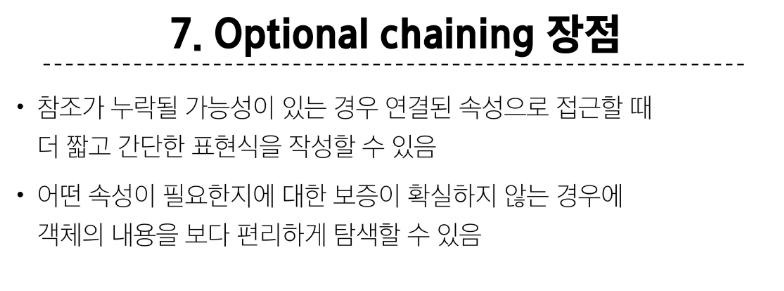 7. Optional chaining 장점
• 참조가 누락될 가능성이 있는 경우 연결된 속성으로 접근할 때
더 짧고 간단한 표현식을 작성할 수 있음
• 어떤 속성이 필요한지에 대한 보증이 확실하지 않는 경우에
객체의 내용을 보다 편리하게 탐색할 수 있음